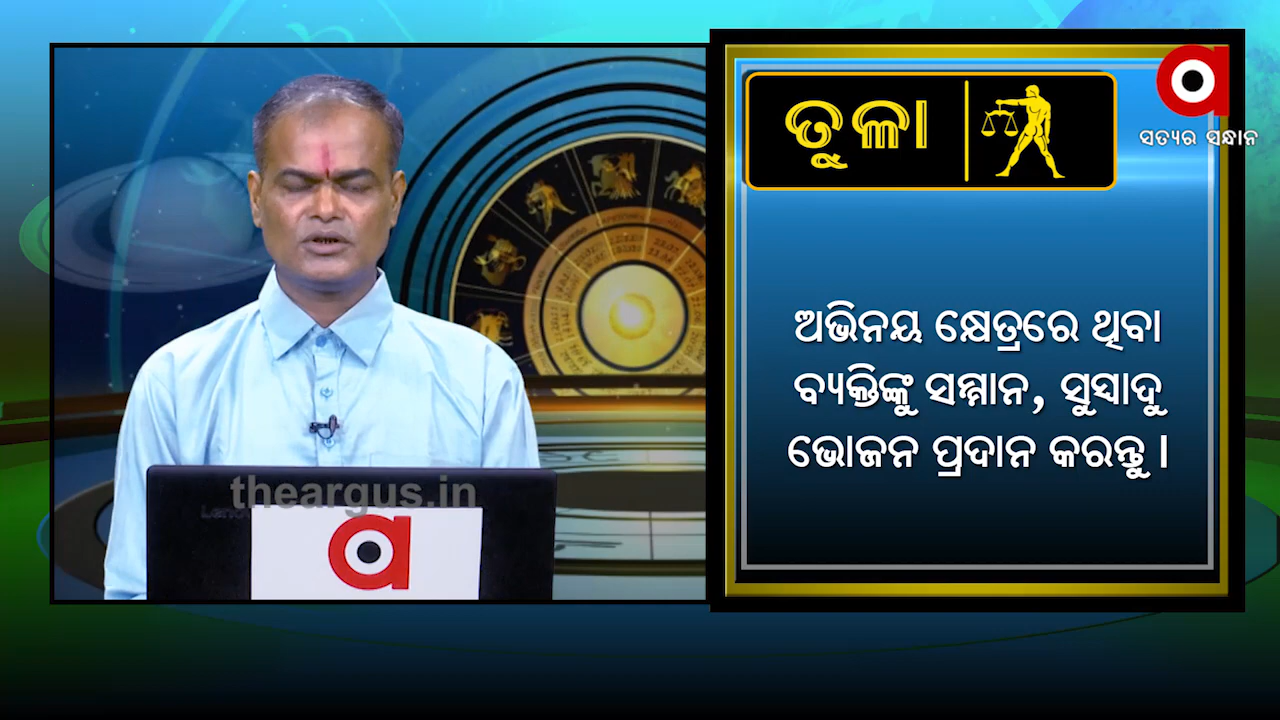 ତୁଳା
ସତ୍ୟର ସନ୍ଧାନ
ଅଭିନୟ କ୍ଷେତ୍ରରେ ଥିବା
ବ୍ୟକ୍ତିଙ୍କୁ ସମ୍ମାନ, ସୁସ୍ୱାଦୁ
ଭୋଜନ ପ୍ରଦାନ କରନ୍ତୁ ।
theargus.in